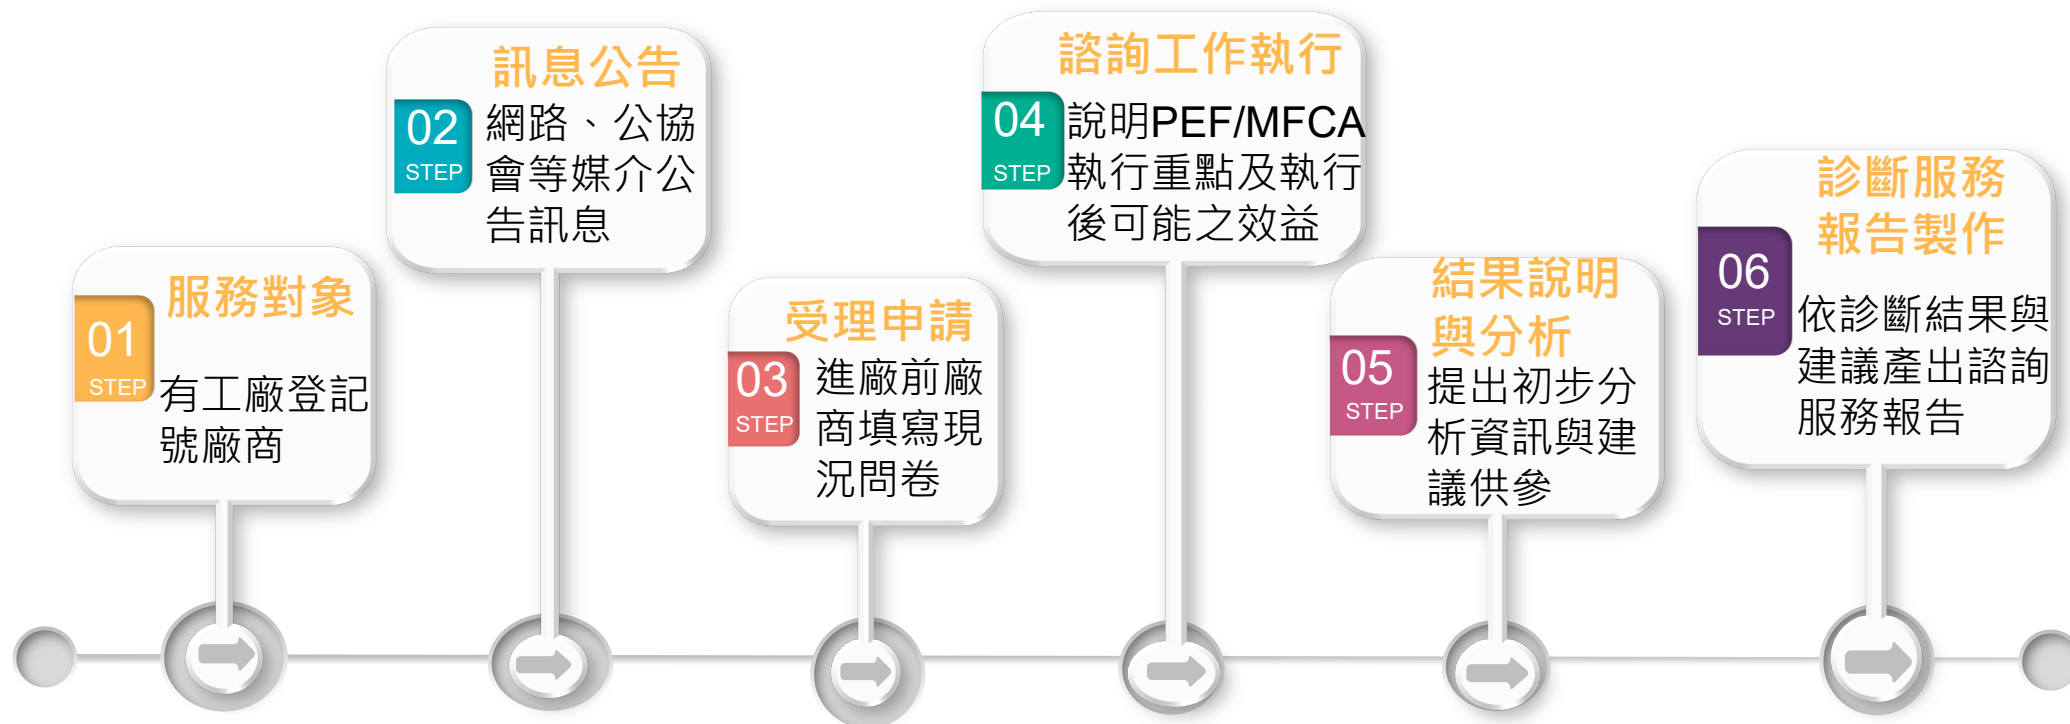 服務對象
01
STEP
有工廠登記
號廠商
訊息公告
02
STEP
網路、公協
會等媒介公
告訊息
受理申請
03
STEP
進廠前廠
商填寫現
況問卷
諮詢工作執行
04
STEP
說明PEF/MFCA
執行重點及執行
後可能之效益
結果說明
與分析
05
STEP
提出初步分
析資訊與建
議供參
診斷服務
報告製作
06
STEP
依診斷結果與
建議產出諮詢
服務報告